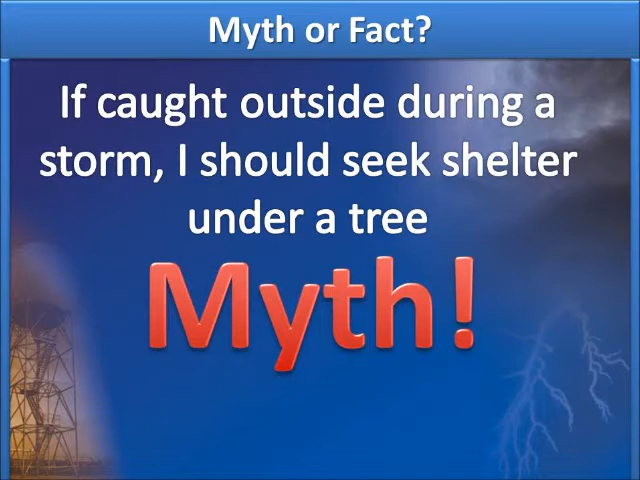 Myth or Fact?
If caught outside during a
storm, I should seek shelter
under a tree
Myth!